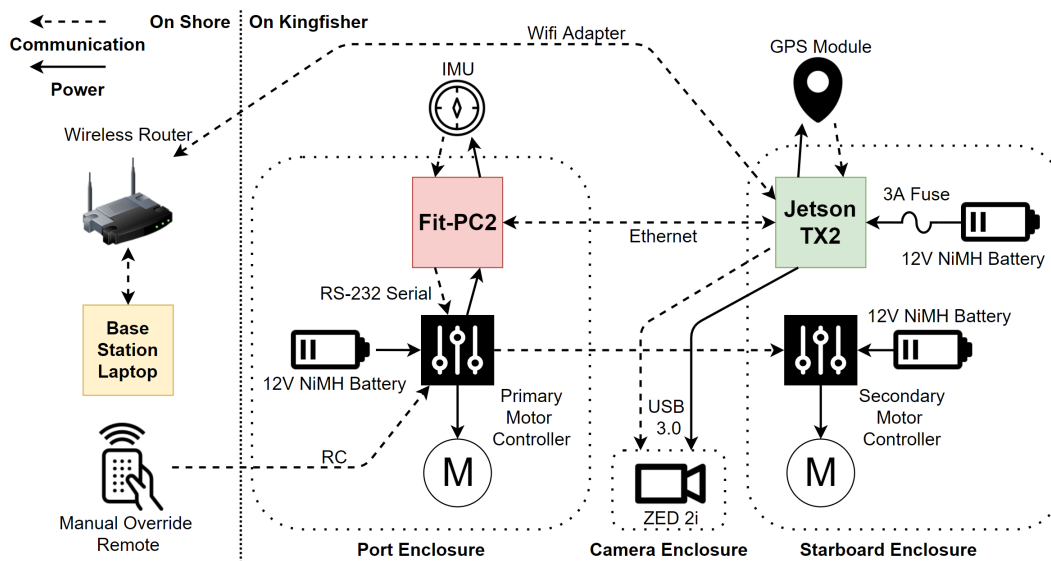 On Shore
On Kingfisher
Communication
Power
Wifi Adapter
GPS Module
IMU
Wireless Router
Fit-PC2
Jetson
TX2
3A Fuse
12V NiMH Battery
Ethernet
RS-232 Serial
Base
Station
Laptop
12V NiMH Battery
12V NiMH Battery
Primary
Motor
Controller
USB
3.0
Secondary
Motor
Controller
RC
M
M
ZED 2i
Manual Override
Remote
Port Enclosure
Camera Enclosure
Starboard Enclosure